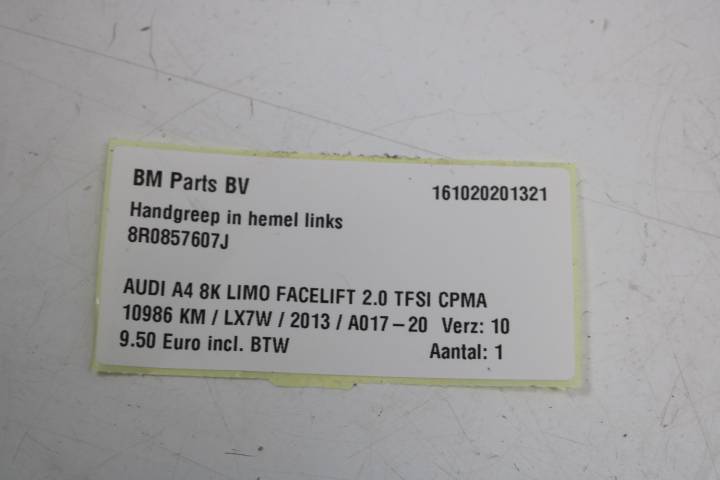 BM Parts BV 161020201321
Handgreep in hemel links
8R0857607J
AUDI A4 8K LIMO FACELIFT 2.0 TFSI CPMA
10986 KM / LX7W / 2013 / A017-20 Verz: 10
9.50 Euro incl. BTW Aantal: 1